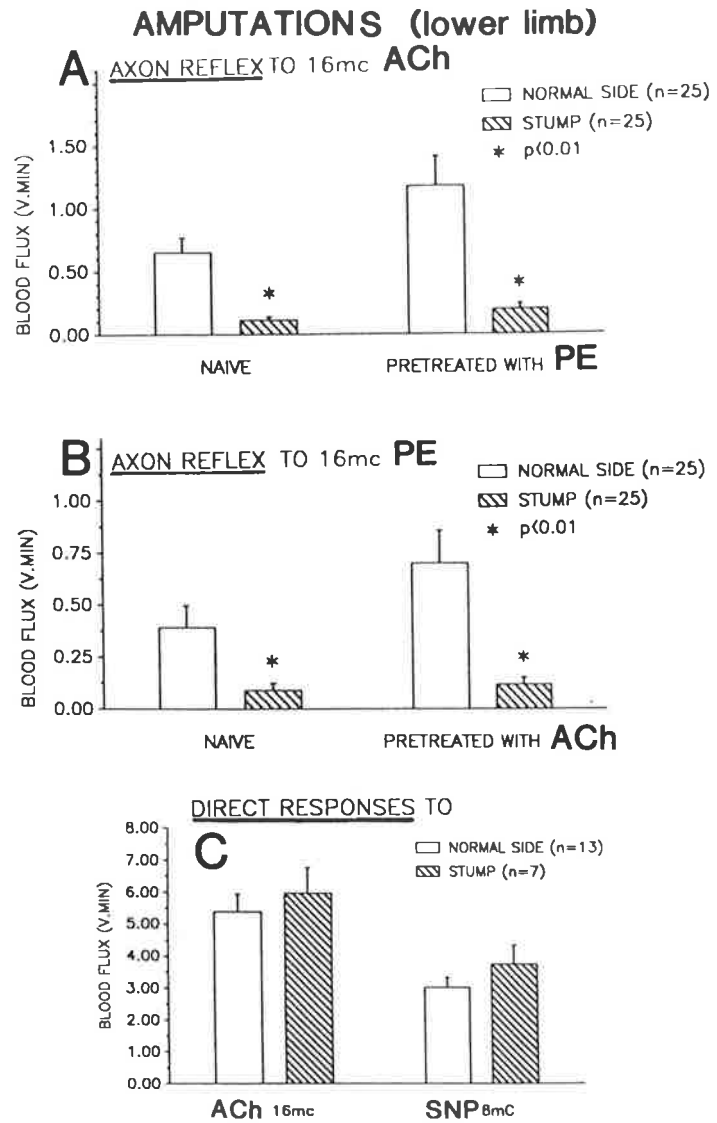 AMPUTATIONS (lower limb)
A AXON REFLEX TO 16mc ACh
NORMAL SIDE (n=25)
STUMP (n=25)
* p<0.01
BLOOD FLUX (V.MIN)
1.50
1.00
0.50
0.00
NAIVE
PRETREATED WITH PE
B AXON REFLEX TO 16mc PE
NORMAL SIDE (n=25)
STUMP (n=25)
* p<0.01
BLOOD FLUX (V.MIN)
1.00
0.75
0.50
0.25
0.00
*
*
NAIVE
PRETREATED WITH ACh
DIRECT RESPONSES TO
C
NORMAL SIDE (n=13)
STUMP (n=7)
BLOOD FLUX (V.MIN)
8.00
7.00
6.00
5.00
4.00
3.00
2.00
1.00
0.00
ACh 16mc
SNP 8mC